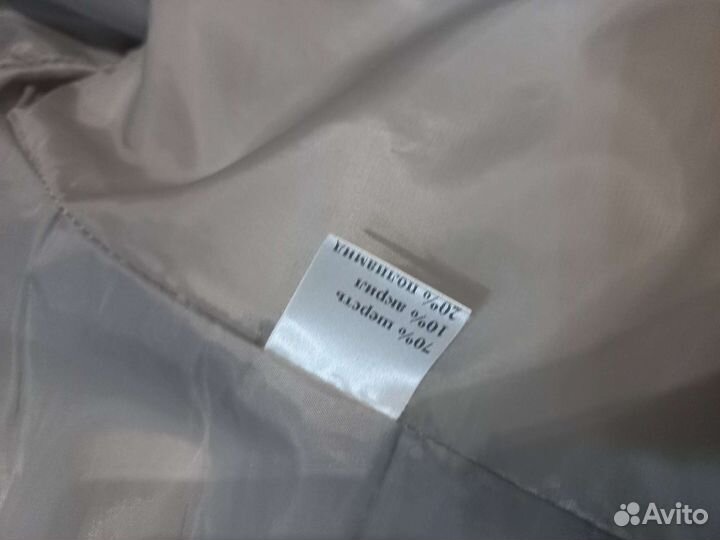 70% шерсть
10% акрил
20% полиамид
Avito